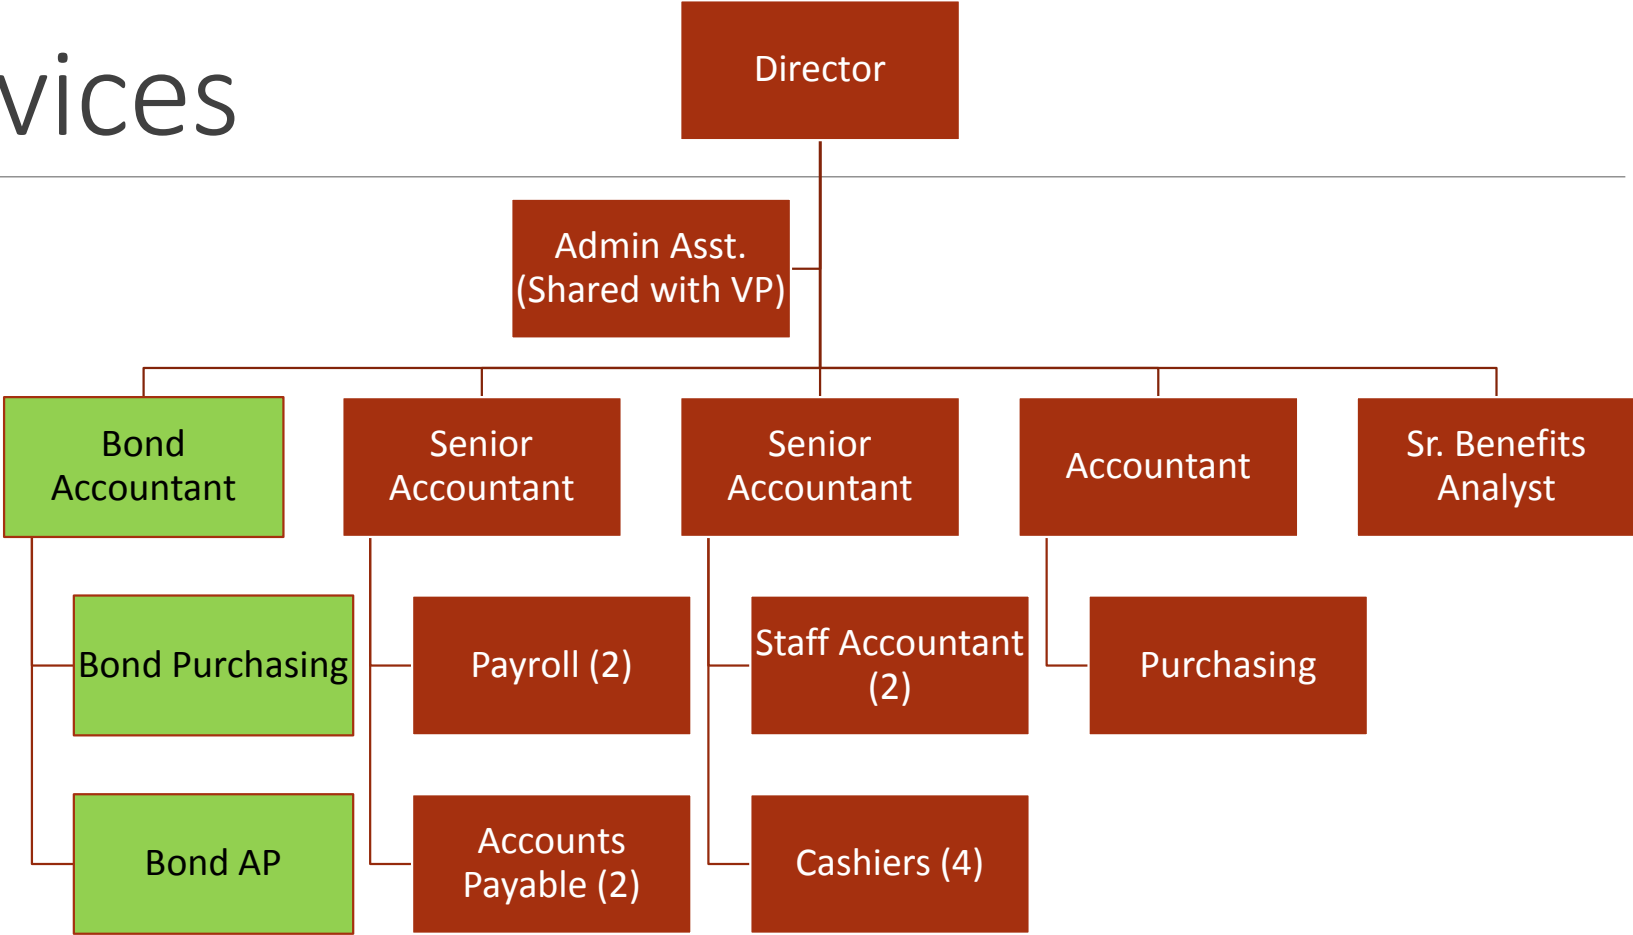 vices
Director
Admin Asst.
(Shared with VP)
Bond
Accountant
Senior
Accountant
Senior
Accountant
Accountant
Sr. Benefits
Analyst
Bond Purchasing
Payroll (2)
Staff Accountant
(2)
Purchasing
Bond AP
Accounts
Payable (2)
Cashiers (4)